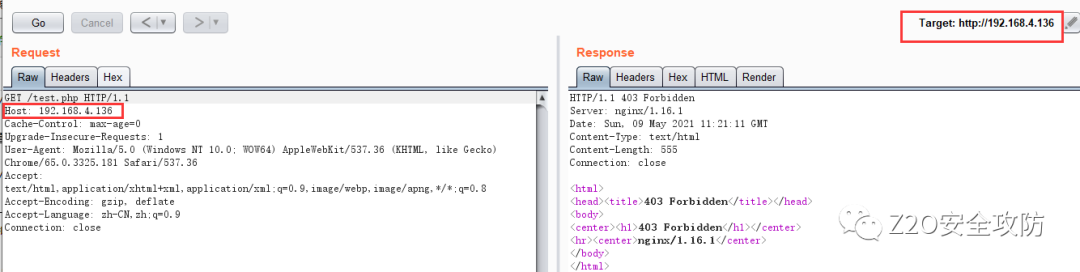 Go Cancel < > Target: http://192.168.4.136
Request
Raw Headers Hex
GET /test.php HTTP/1.1
Host: 192.168.4.136
Cache-Control: max-age=0
Upgrade-Insecure-Requests: 1
User-Agent: Mozilla/5.0 (Windows NT 10.0; WOW64) AppleWebKit/537.36 (KHTML, like Gecko)
Chrome/65.0.3325.181 Safari/537.36
Accept:
text/html,application/xhtml+xml,application/xml;q=0.9,image/webp,image/apng,*/*;q=0.8
Accept-Encoding: gzip, deflate
Accept-Language: zh-CN,zh;q=0.9
Connection: close
Response
Raw Headers Hex HTML Render
HTTP/1.1 403 Forbidden
Server: nginx/1.16.1
Date: Sun, 09 May 2021 11:21:11 GMT
Content-Type: text/html
Content-Length: 555
Connection: close
<html>
<head><title>403 Forbidden</title></head>
<body>
<center><h1>403 Forbidden</h1></center>
<hr><center>nginx/1.16.1</center>
</body>
</html>
Z2O安全攻防